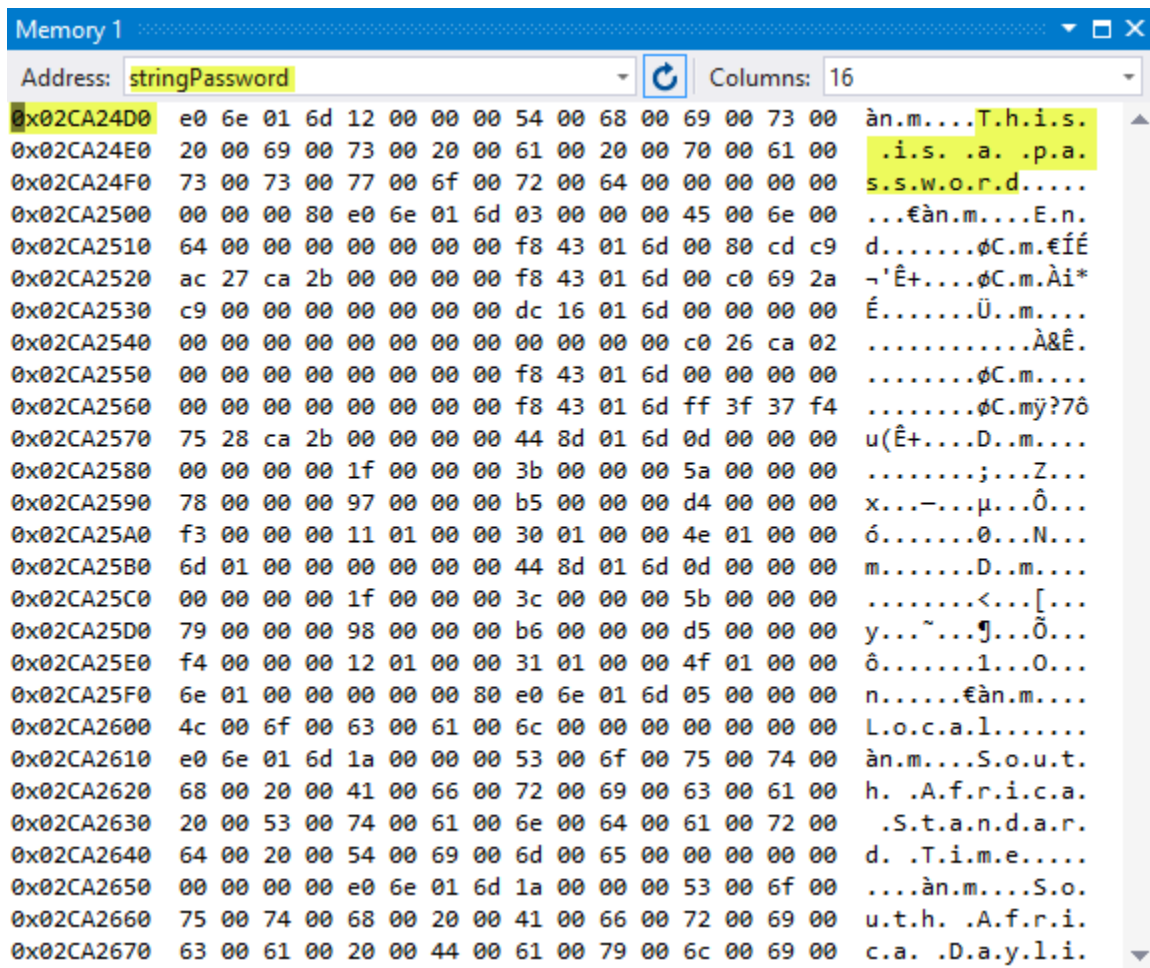 Memory 1
Address: stringPassword Columns: 16
0x02CA24D0 e0 6e 01 6d 12 00 00 00 54 00 68 00 69 00 73 00 àn.m....T.h.i.s.
0x02CA24E0 20 00 69 00 73 00 20 00 61 00 20 00 70 00 61 00  .i.s. .a. .p.a.
0x02CA24F0 73 00 73 00 77 00 6f 00 72 00 64 00 00 00 00 00 s.s.w.o.r.d.....
0x02CA2500 00 00 00 80 e0 6e 01 6d 03 00 00 00 45 00 6e 00 ...€àn.m....E.n.
0x02CA2510 64 00 00 00 00 00 00 00 f8 43 01 6d 00 80 cd c9 d.......øC.m.€ÍÉ
0x02CA2520 ac 27 ca 2b 00 00 00 00 f8 43 01 6d 00 c0 69 2a ¬'Ê+....øC.m.Ài*
0x02CA2530 c9 00 00 00 00 00 00 00 dc 16 01 6d 00 00 00 00 É.......Ü..m....
0x02CA2540 00 00 00 00 00 00 00 00 00 00 00 00 c0 26 ca 02 ............À&Ê.
0x02CA2550 00 00 00 00 00 00 00 00 f8 43 01 6d 00 00 00 00 ........øC.m....
0x02CA2560 00 00 00 00 00 00 00 00 f8 43 01 6d ff 3f 37 f4 ........øC.mÿ?7ô
0x02CA2570 75 28 ca 2b 00 00 00 00 44 8d 01 6d 0d 00 00 00 u(Ê+....D.m....
0x02CA2580 00 00 00 00 1f 00 00 00 3b 00 00 00 5a 00 00 00 ........;...Z...
0x02CA2590 78 00 00 00 97 00 00 00 b5 00 00 00 d4 00 00 00 x...—...µ...Ô...
0x02CA25A0 f3 00 00 00 11 01 00 00 30 01 00 00 4e 01 00 00 ó.......0...N...
0x02CA25B0 6d 01 00 00 00 00 00 00 44 8d 01 6d 0d 00 00 00 m.......D..m....
0x02CA25C0 00 00 00 00 1f 00 00 00 3c 00 00 00 5b 00 00 00 ........<...[...
0x02CA25D0 79 00 00 00 98 00 00 00 b6 00 00 00 d5 00 00 00 y...˜...¶...Õ...
0x02CA25E0 f4 00 00 00 12 01 00 00 31 01 00 00 4f 01 00 00 ô.......1...O...
0x02CA25F0 6e 01 00 00 00 00 00 80 e0 6e 01 6d 05 00 00 00 n......€àn.m....
0x02CA2600 4c 00 6f 00 63 00 61 00 6c 00 00 00 00 00 00 00 L.o.c.a.l.......
0x02CA2610 e0 6e 01 6d 1a 00 00 00 53 00 6f 00 75 00 74 00 àn.m....S.o.u.t.
0x02CA2620 68 00 20 00 41 00 66 00 72 00 69 00 63 00 61 00 h. .A.f.r.i.c.a.
0x02CA2630 20 00 53 00 74 00 61 00 6e 00 64 00 61 00 72 00  .S.t.a.n.d.a.r.
0x02CA2640 64 00 20 00 54 00 69 00 6d 00 65 00 00 00 00 00 d. .T.i.m.e.....
0x02CA2650 00 00 00 00 e0 6e 01 6d 1a 00 00 00 53 00 6f 00 ....àn.m....S.o.
0x02CA2660 75 00 74 00 68 00 20 00 41 00 66 00 72 00 69 00 u.t.h. .A.f.r.i.
0x02CA2670 63 00 61 00 20 00 44 00 61 00 79 00 6c 00 69 00 c.a. .D.a.y.l.i.